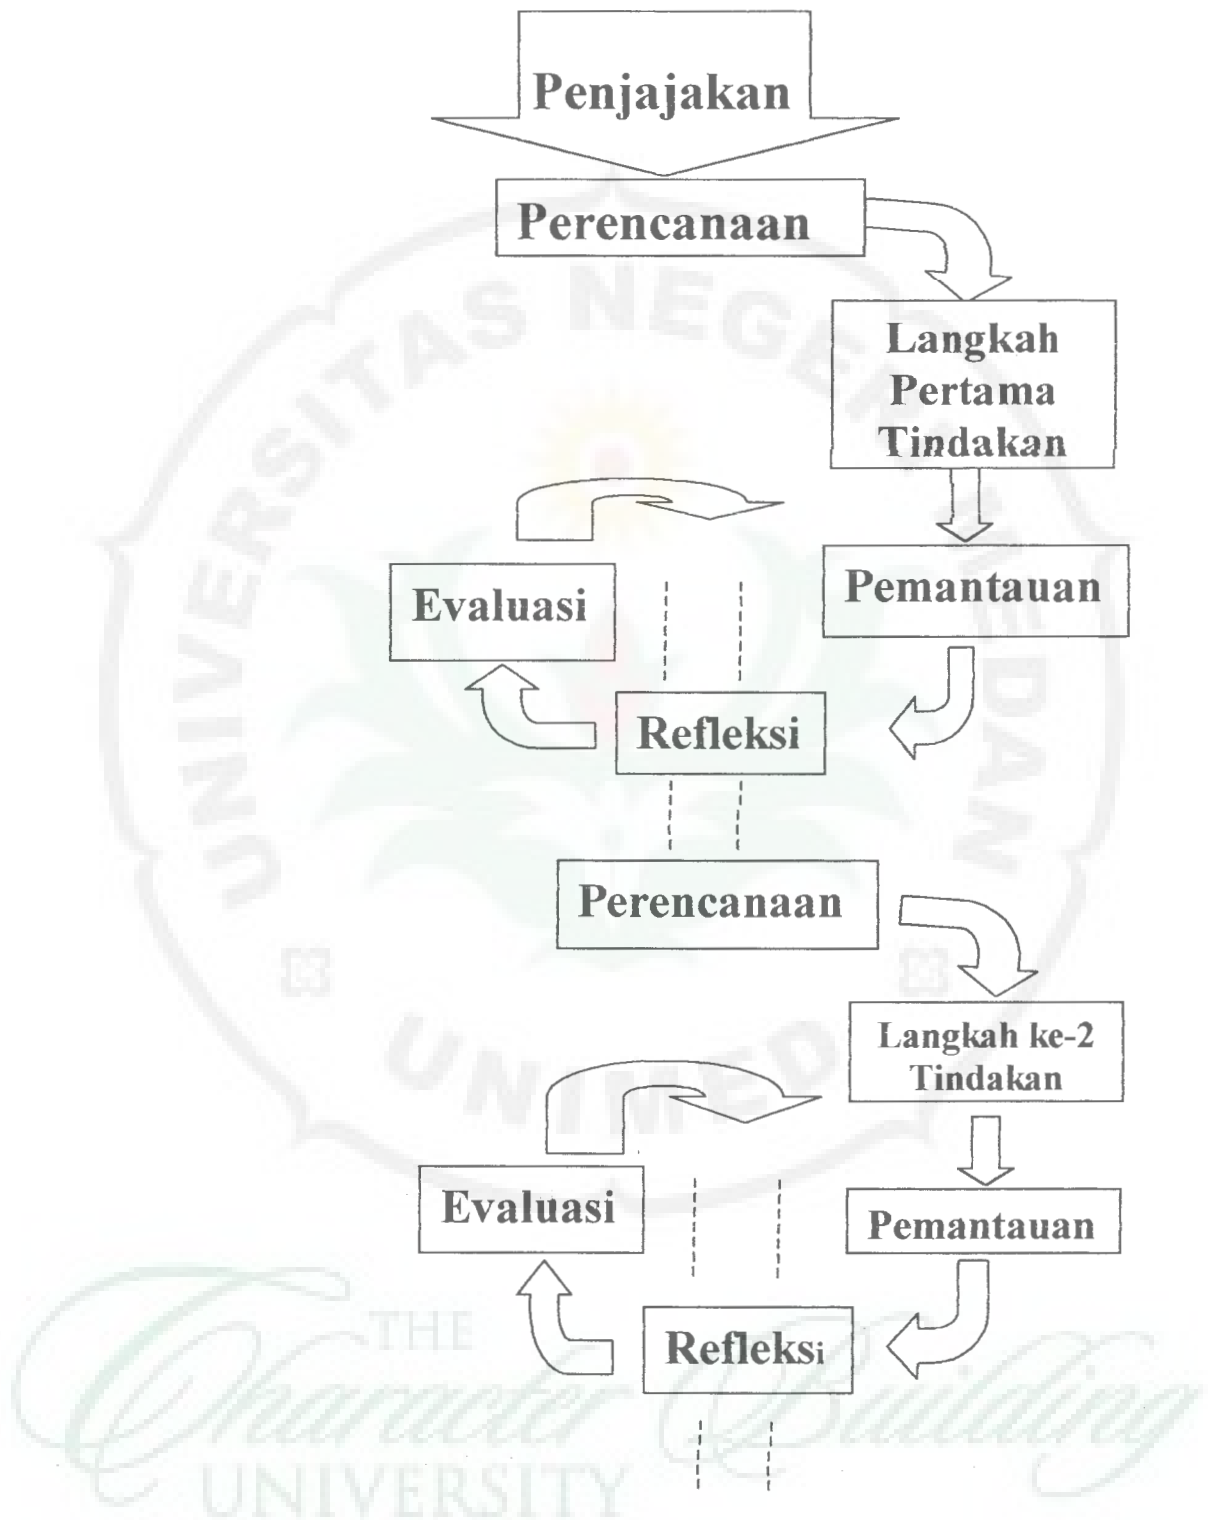 Penjajakan
Perencanaan
Langkah
Pertama
Tindakan
Pemantauan
Evaluasi
Refleksi
Perencanaan
Langkah ke-2
Tindakan
Pemantauan
Evaluasi
Refleksi
UNIVERSITAS NEGERI MEDAN
UNIMED
THE
Character Building
UNIVERSITY